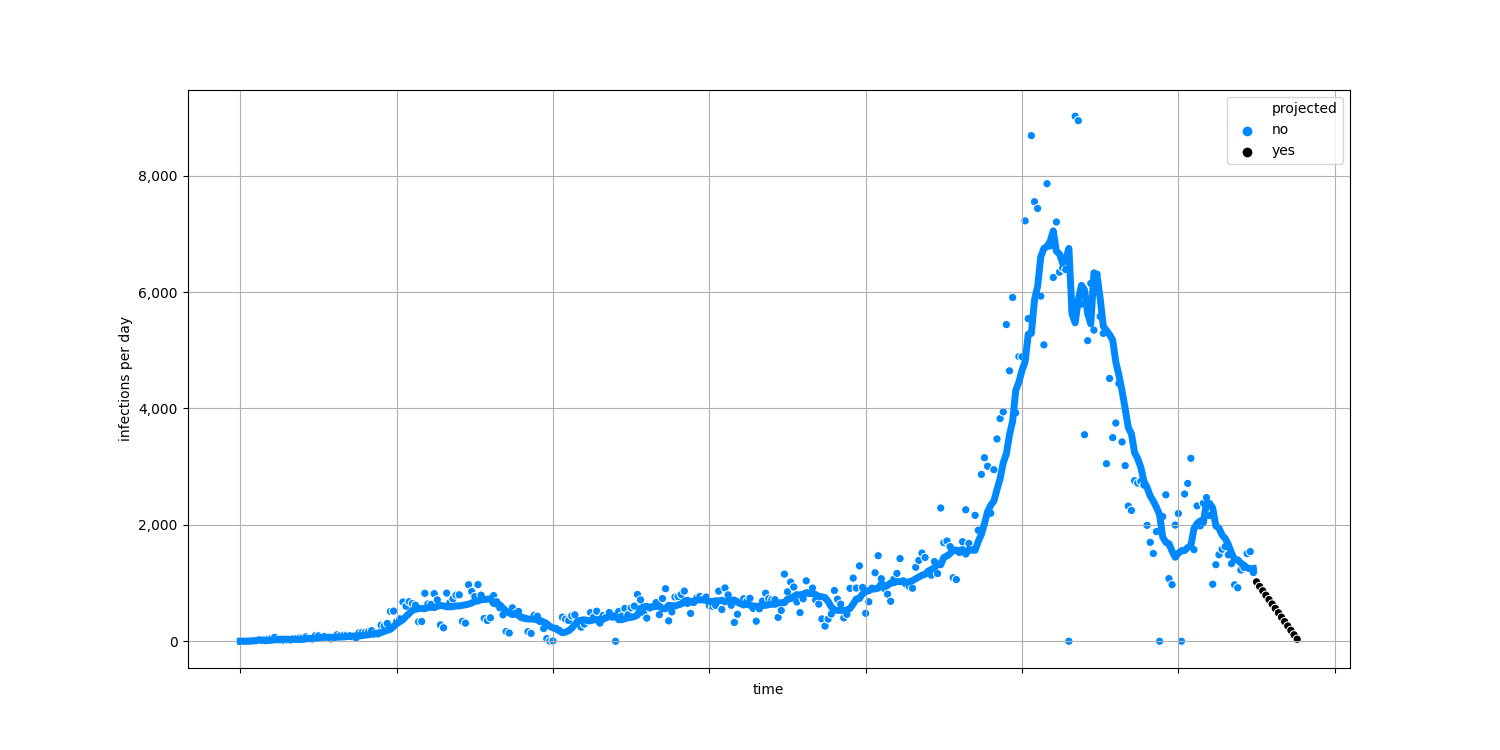 projected
no
yes
8,000
6,000
4,000
2,000
0
infections per day
time